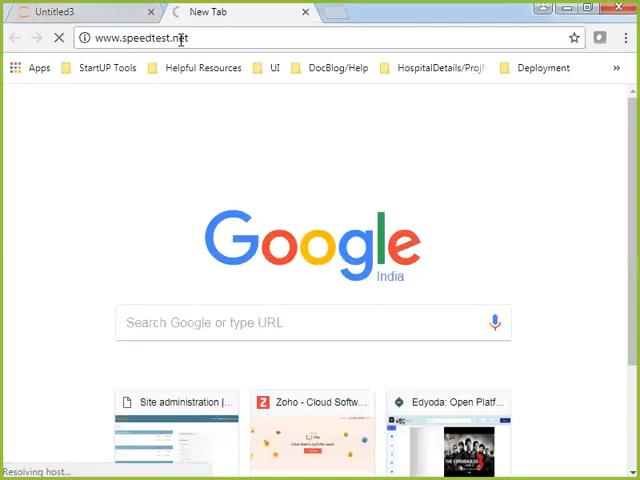 Untitled3
New Tab
www.speedtest.net
Apps
StartUP Tools
Helpful Resources
UI
DocBlog/Help
HospitalDetails/Proj
Deployment
»
Google
India
Search Google or type URL
Site administration |...
Z
Zoho - Cloud Softw...
Edyoda: Open Platf...
Resolving host...